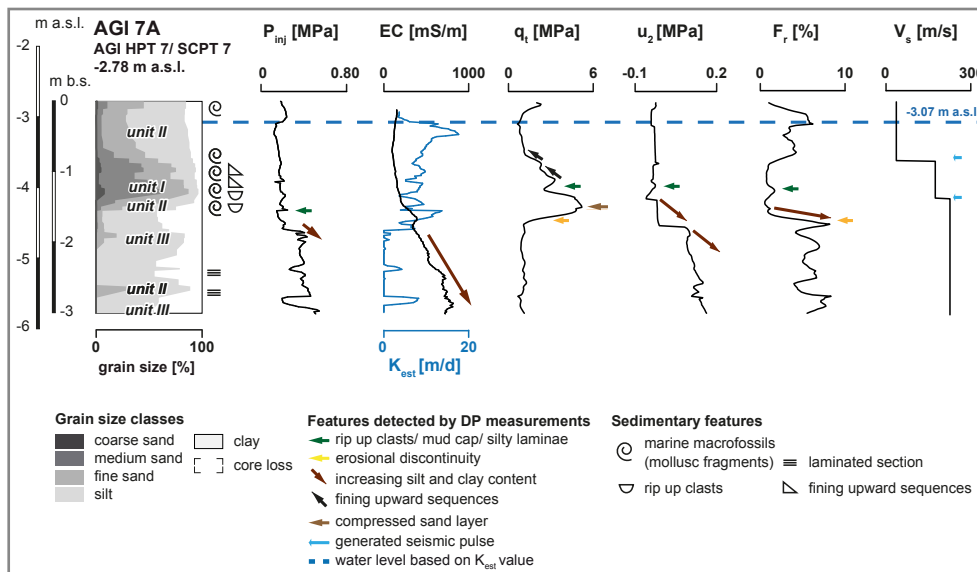 m a.s.l.
AGI 7A
AGI HPT 7/ SCPT 7
-2.78 m a.s.l.
m b.s.
P_inj [MPa]
EC [mS/m]
q_t [MPa]
u_2 [MPa]
F_r [%]
V_s [m/s]
0 0.80
0 1000
0 6
-0.1 0.2
0 10
0 300
-2
-3
-4
-5
-6
0
-1
-2
-3
unit II
unit I
unit II
unit III
unit II
unit III
-3.07 m a.s.l.
0 100
grain size [%]
0 20
K_est [m/d]
Grain size classes
coarse sand
medium sand
fine sand
silt
clay
core loss
Features detected by DP measurements
rip up clasts/ mud cap/ silty laminae
erosional discontinuity
increasing silt and clay content
fining upward sequences
compressed sand layer
generated seismic pulse
water level based on K_est value
Sedimentary features
marine macrofossils
(mollusc fragments)
rip up clasts
laminated section
fining upward sequences